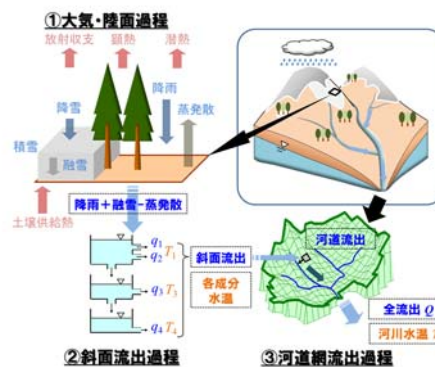 ①大気・陸面過程
放射収支 顕熱 潜熱
降雨
降雪
蒸発散
積雪
融雪
土壌供給熱
降雨＋融雪−蒸発散
q1 T1
q2
q3 T3
q4 T4
斜面流出
各成分
水温
河道流出
全流出 Q
河川水温
②斜面流出過程
③河道網流出過程